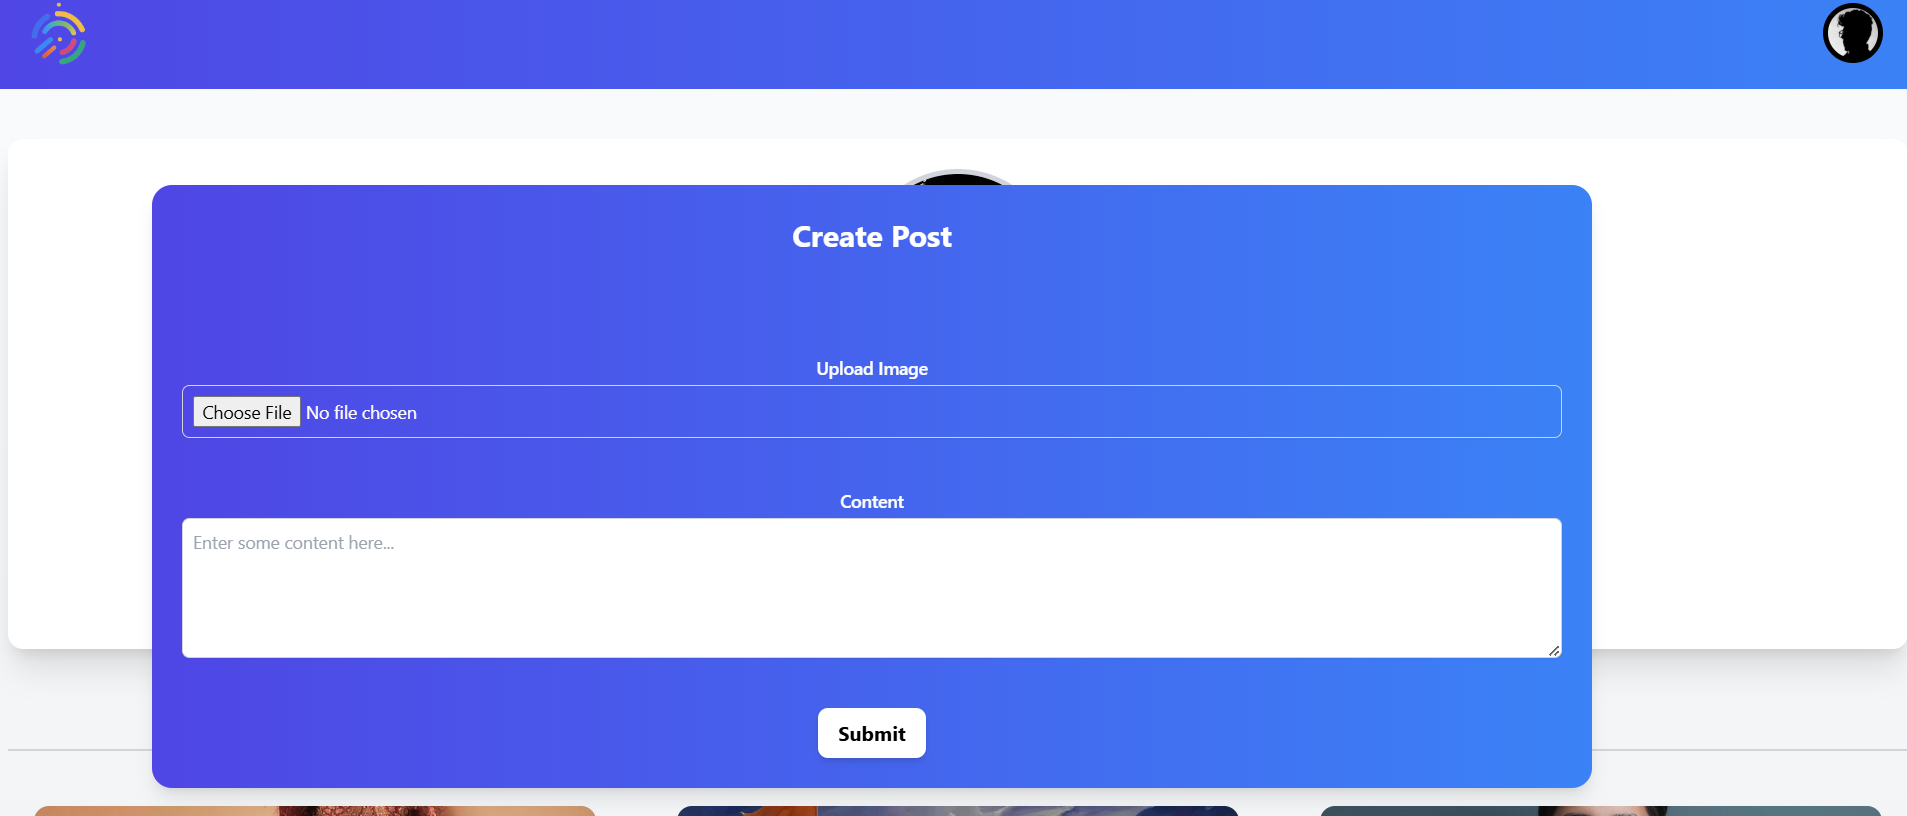 Create Post
Upload Image
Choose File No file chosen
Content
Enter some content here...
Submit